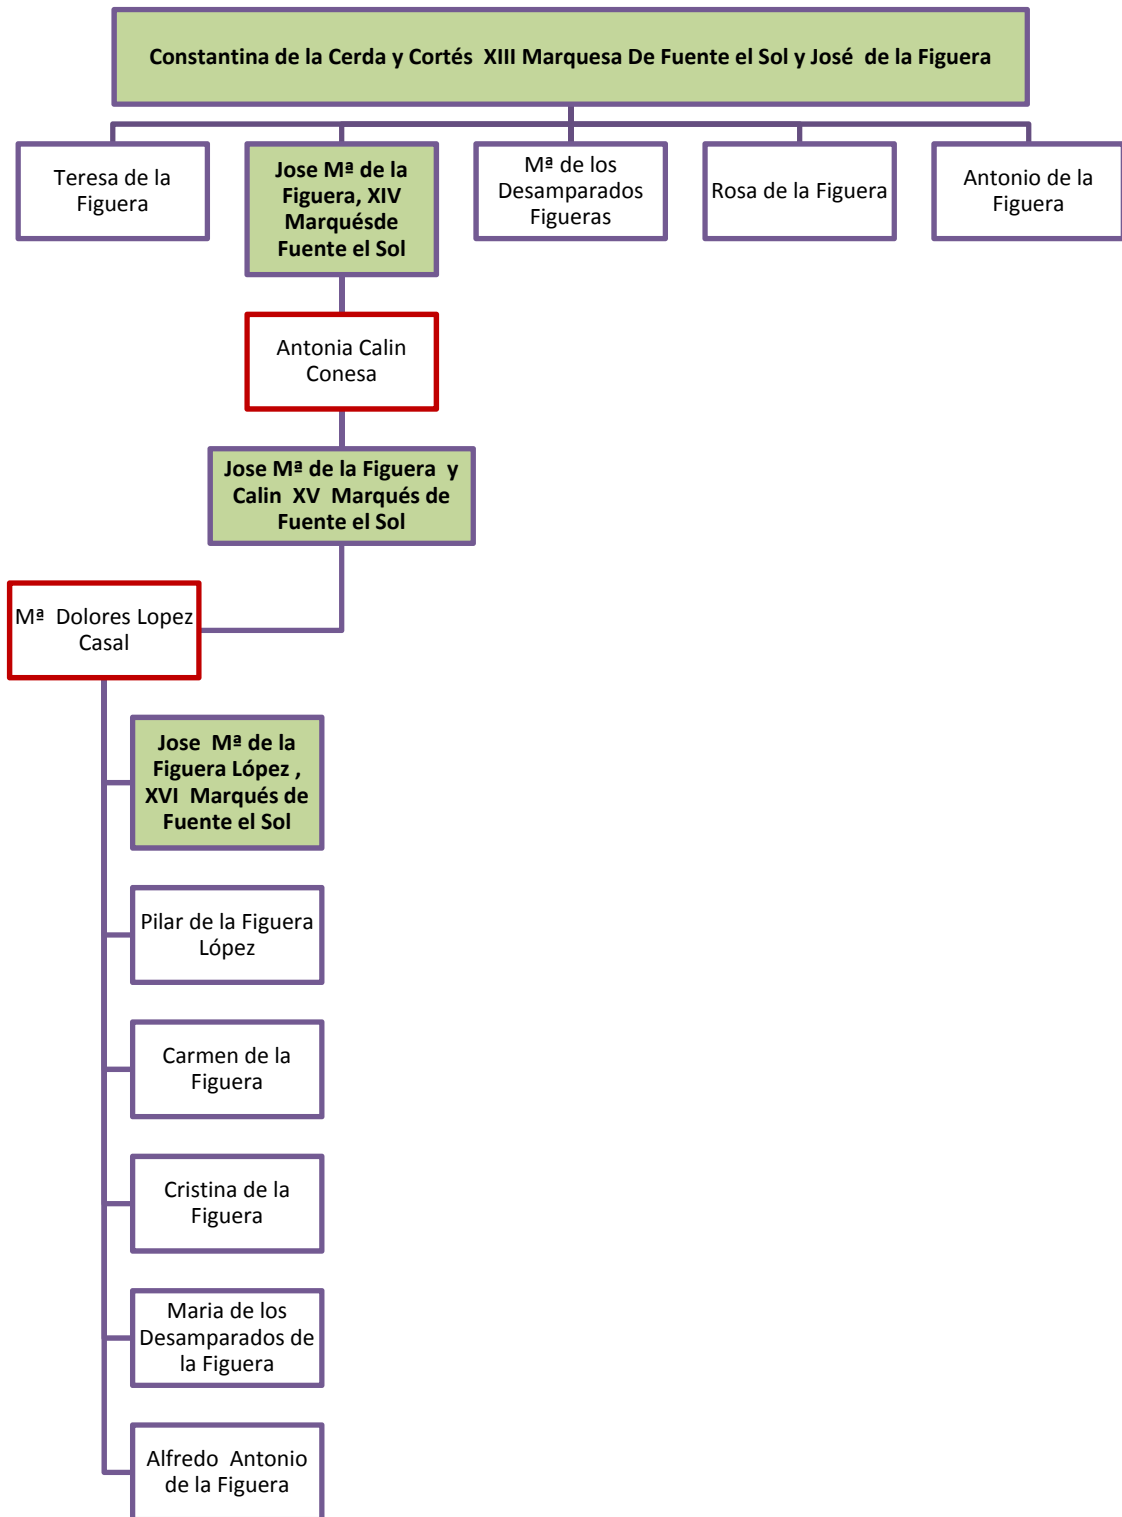 Constantina de la Cerda y Cortés XIII Marquesa De Fuente el Sol y José de la Figuera
Teresa de la
Figuera
Jose Mª de la
Figuera, XIV
Marquésde
Fuente el Sol
Mª de los
Desamparados
Figueras
Rosa de la Figuera
Antonio de la
Figuera
Antonia Calin
Conesa
Jose Mª de la Figuera y
Calin XV Marqués de
Fuente el Sol
Mª Dolores Lopez
Casal
Jose Mª de la
Figuera López ,
XVI Marqués de
Fuente el Sol
Pilar de la Figuera
López
Carmen de la
Figuera
Cristina de la
Figuera
Maria de los
Desamparados de
la Figuera
Alfredo Antonio
de la Figuera